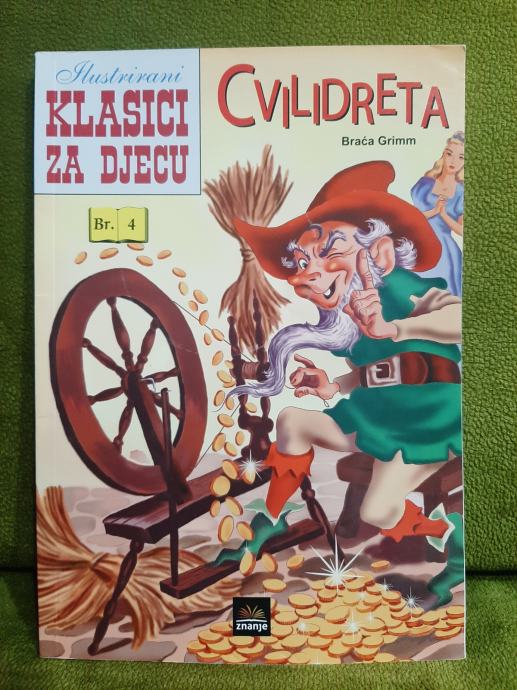 Ilustrirani
KLASICI
ZA DJECU
Br. 4
CVILIDRETA
Braća Grimm
znanje